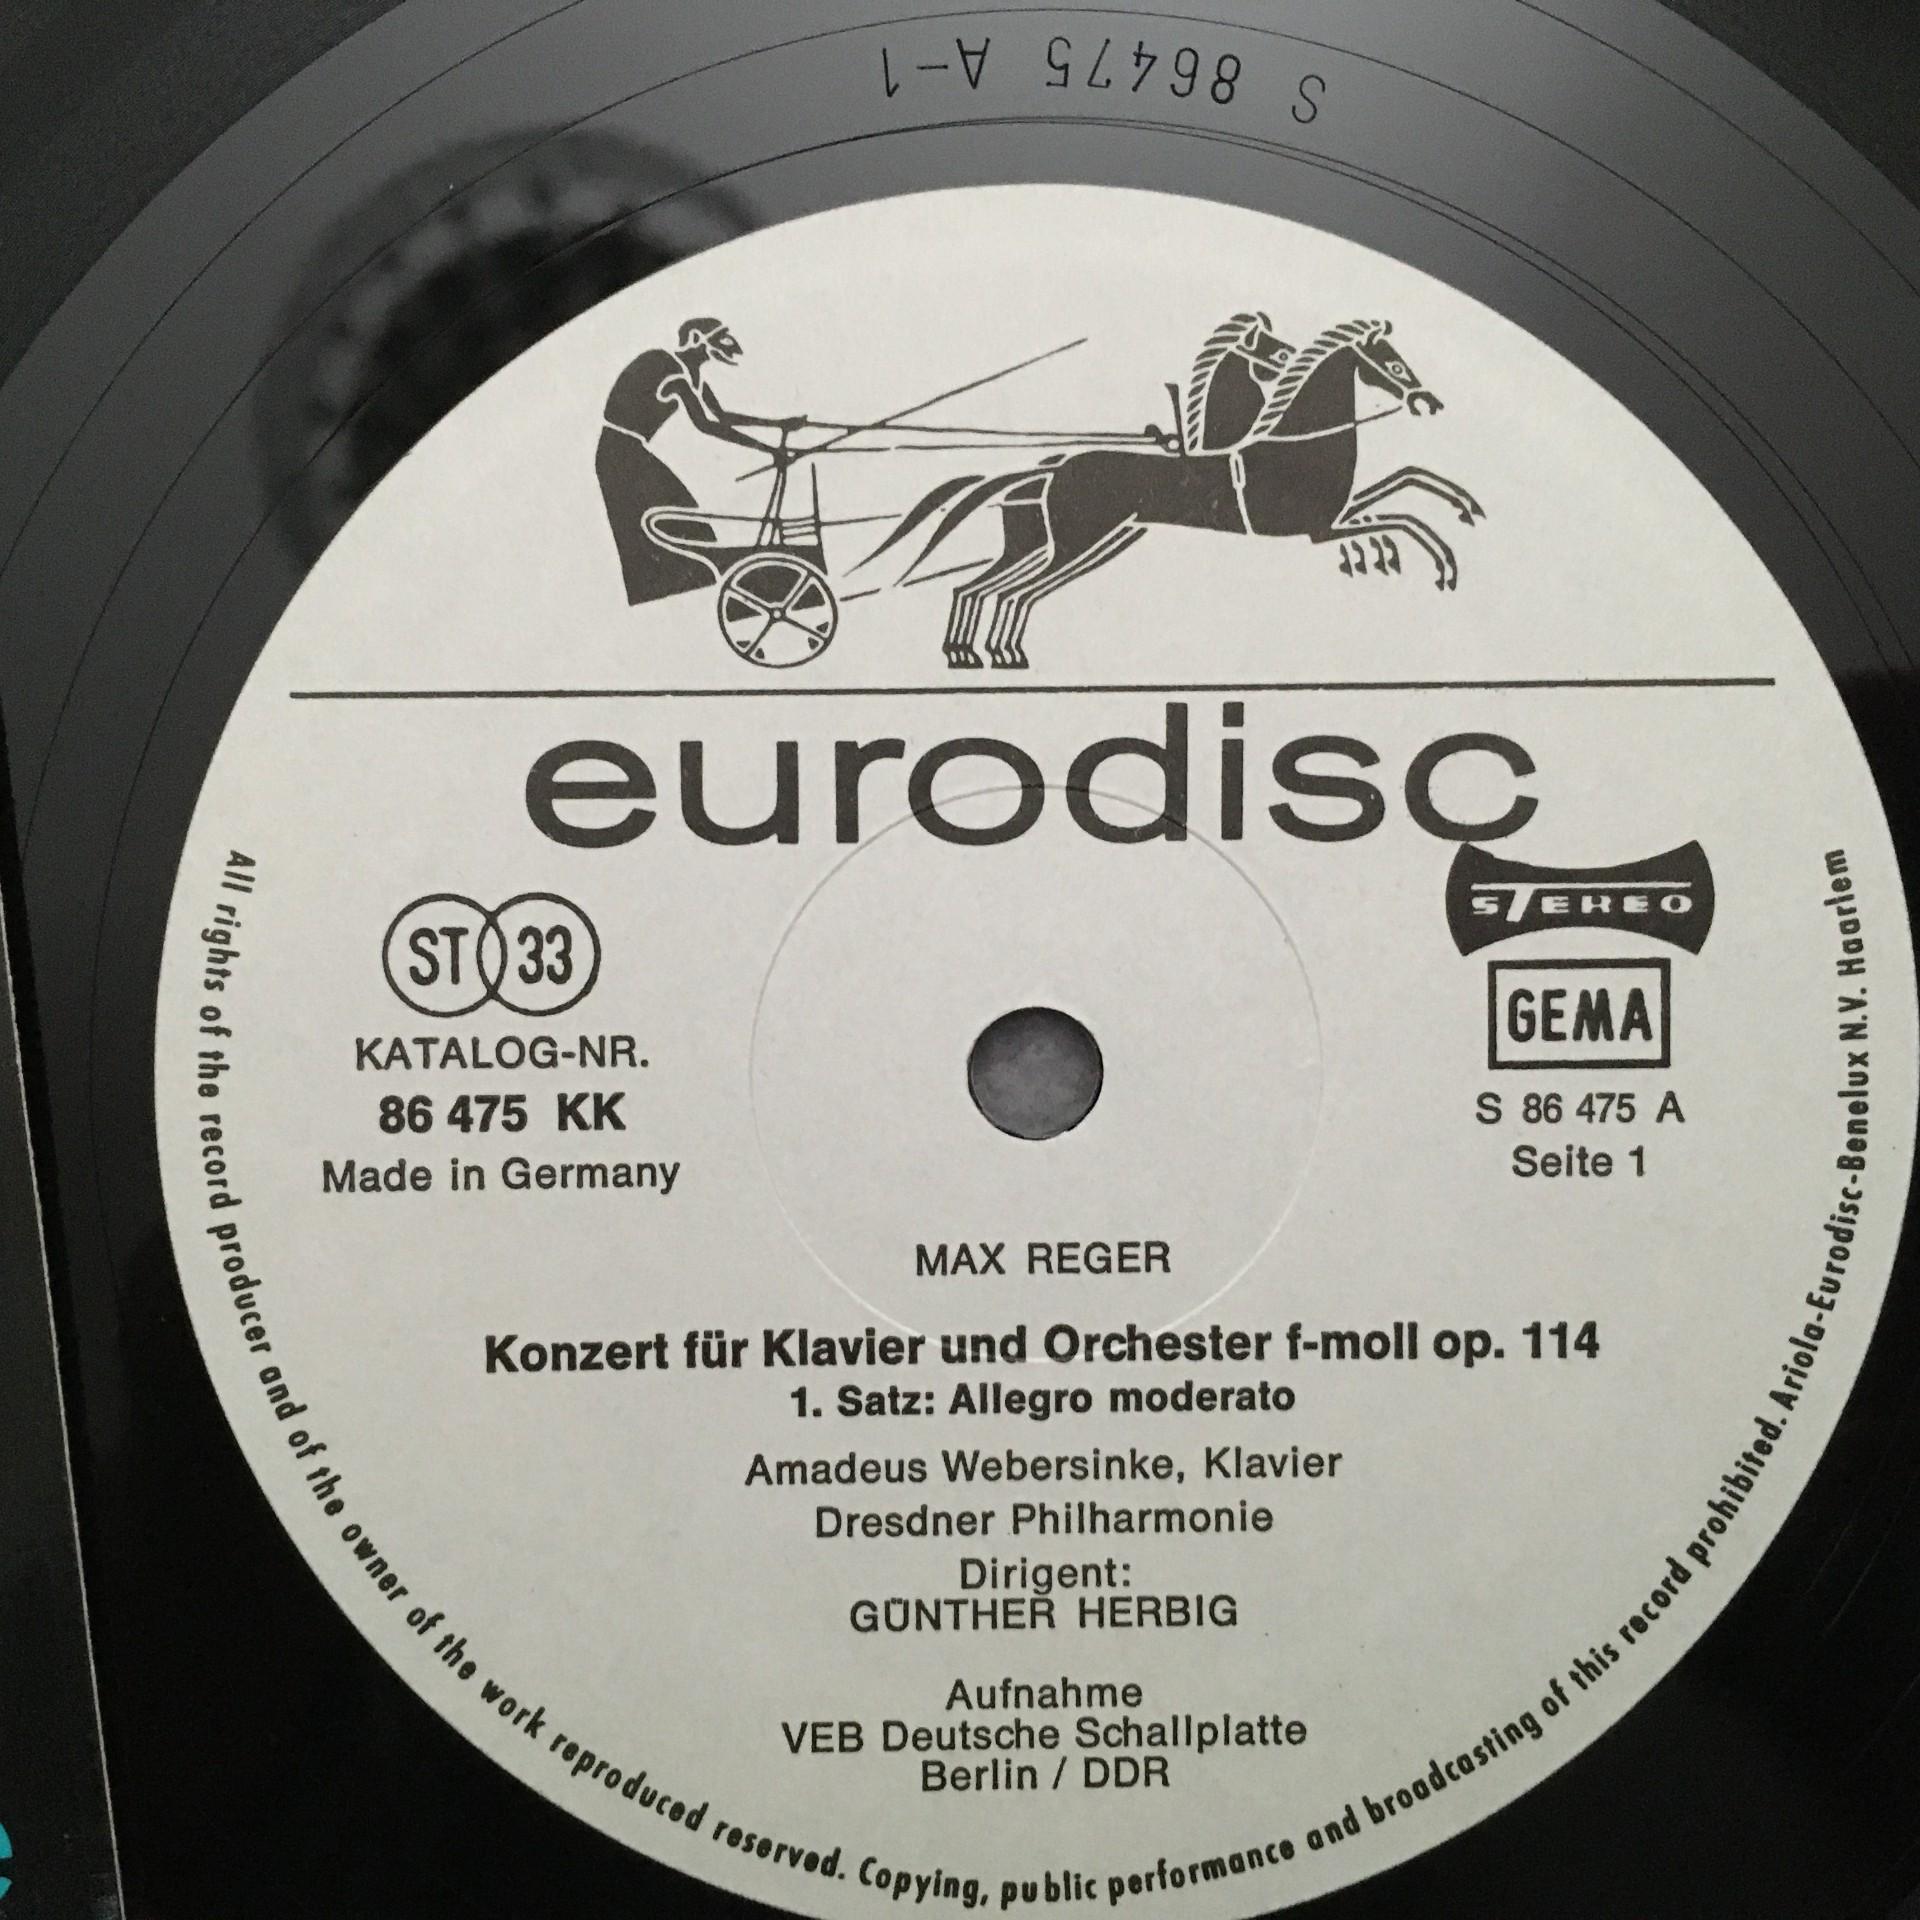 S 86475 A-1
eurodisc
ST 33
KATALOG-NR.
86 475 KK
Made in Germany
STEREO
GEMA
S 86 475 A
Seite 1
MAX REGER
Konzert für Klavier und Orchester f-moll op. 114
1. Satz: Allegro moderato
Amadeus Webersinke, Klavier
Dresdner Philharmonie
Dirigent:
GÜNTHER HERBIG
Aufnahme
VEB Deutsche Schallplatte
Berlin / DDR
All rights of the record producer and of the owner of the work reproduced reserved. Copying, public performance and broadcasting of this record prohibited. Ariola-Eurodisc-Benelux N.V. Haarlem